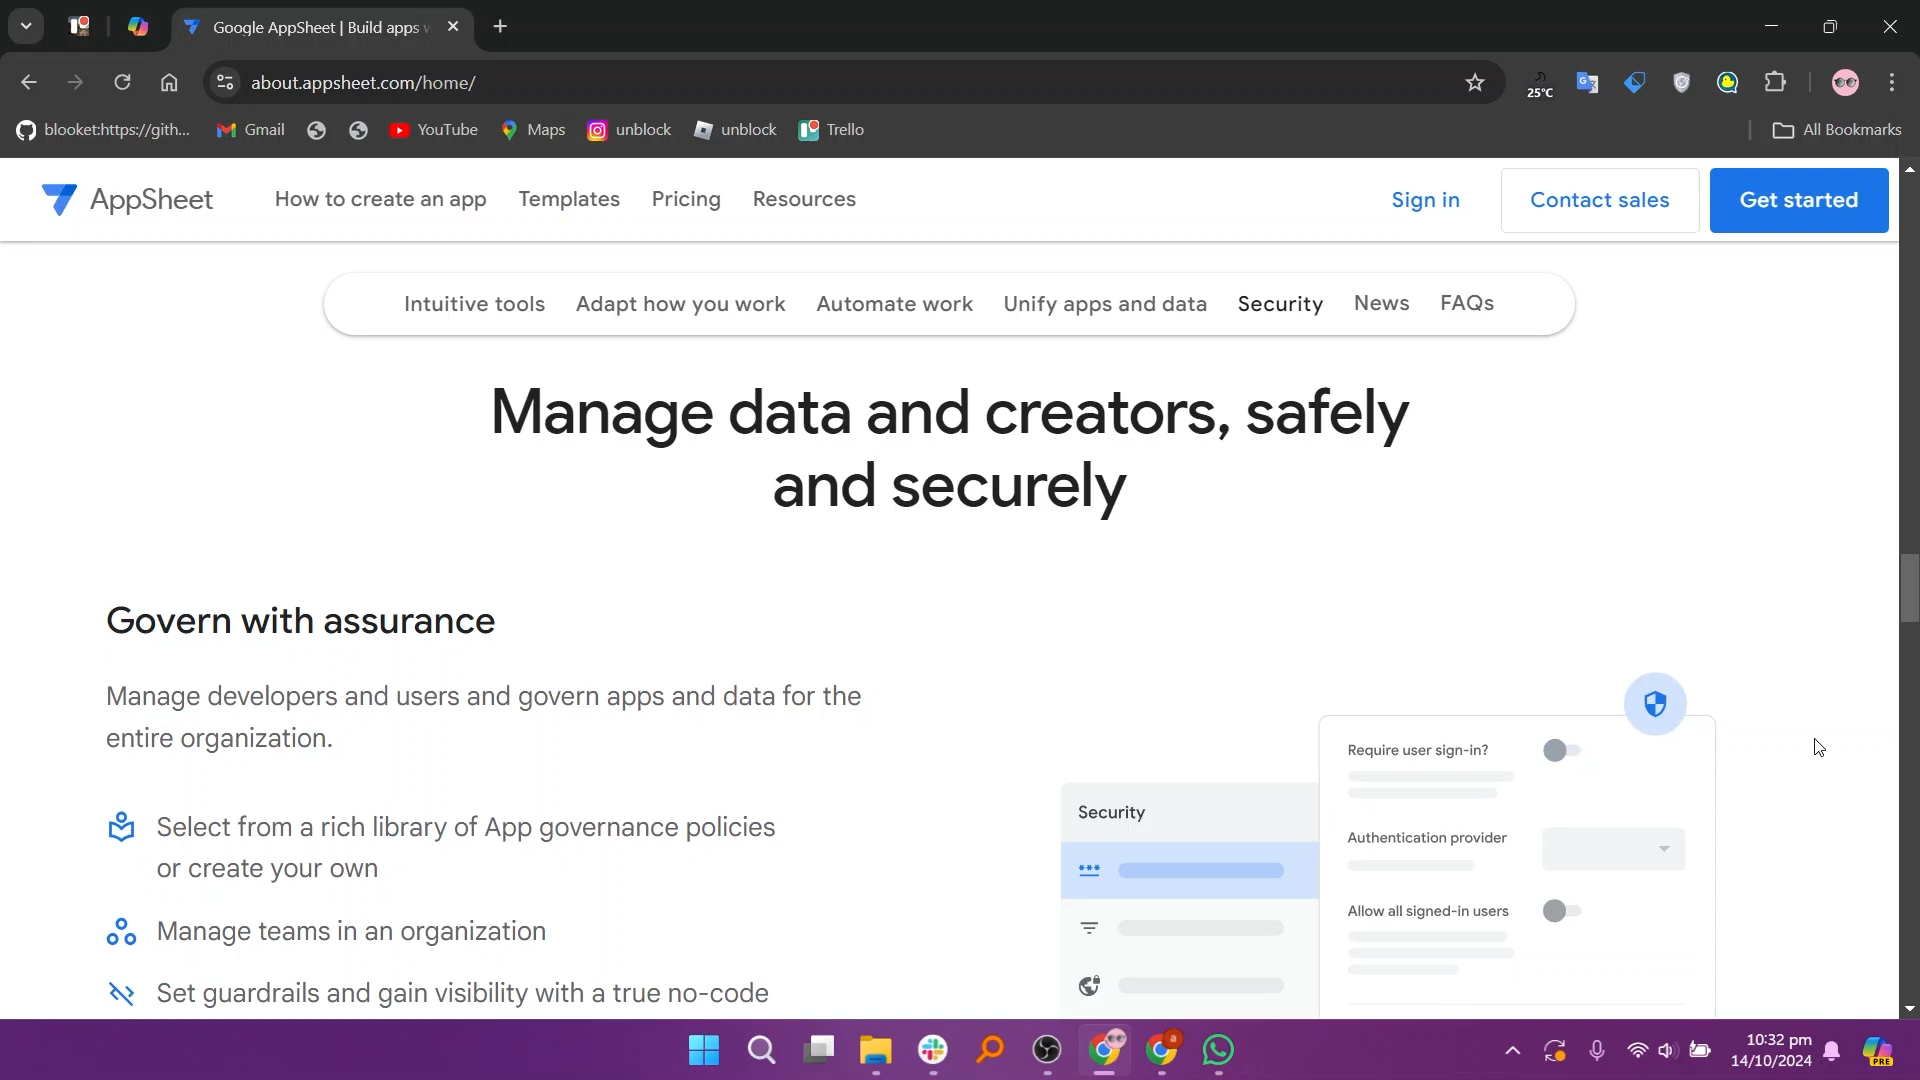 Google AppSheet | Build apps w
about.appsheet.com/home/
25°C
blooket:https://gith...
Gmail
YouTube
Maps
unblock
unblock
Trello
All Bookmarks
AppSheet
How to create an app
Templates
Pricing
Resources
Sign in
Contact sales
Get started
Intuitive tools
Adapt how you work
Automate work
Unify apps and data
Security
News
FAQs
Manage data and creators, safely
and securely
Govern with assurance
Manage developers and users and govern apps and data for the
entire organization.
Select from a rich library of App governance policies
or create your own
Manage teams in an organization
Set guardrails and gain visibility with a true no-code
Security
Require user sign-in?
Authentication provider
Allow all signed-in users
10:32 pm
14/10/2024
PRE